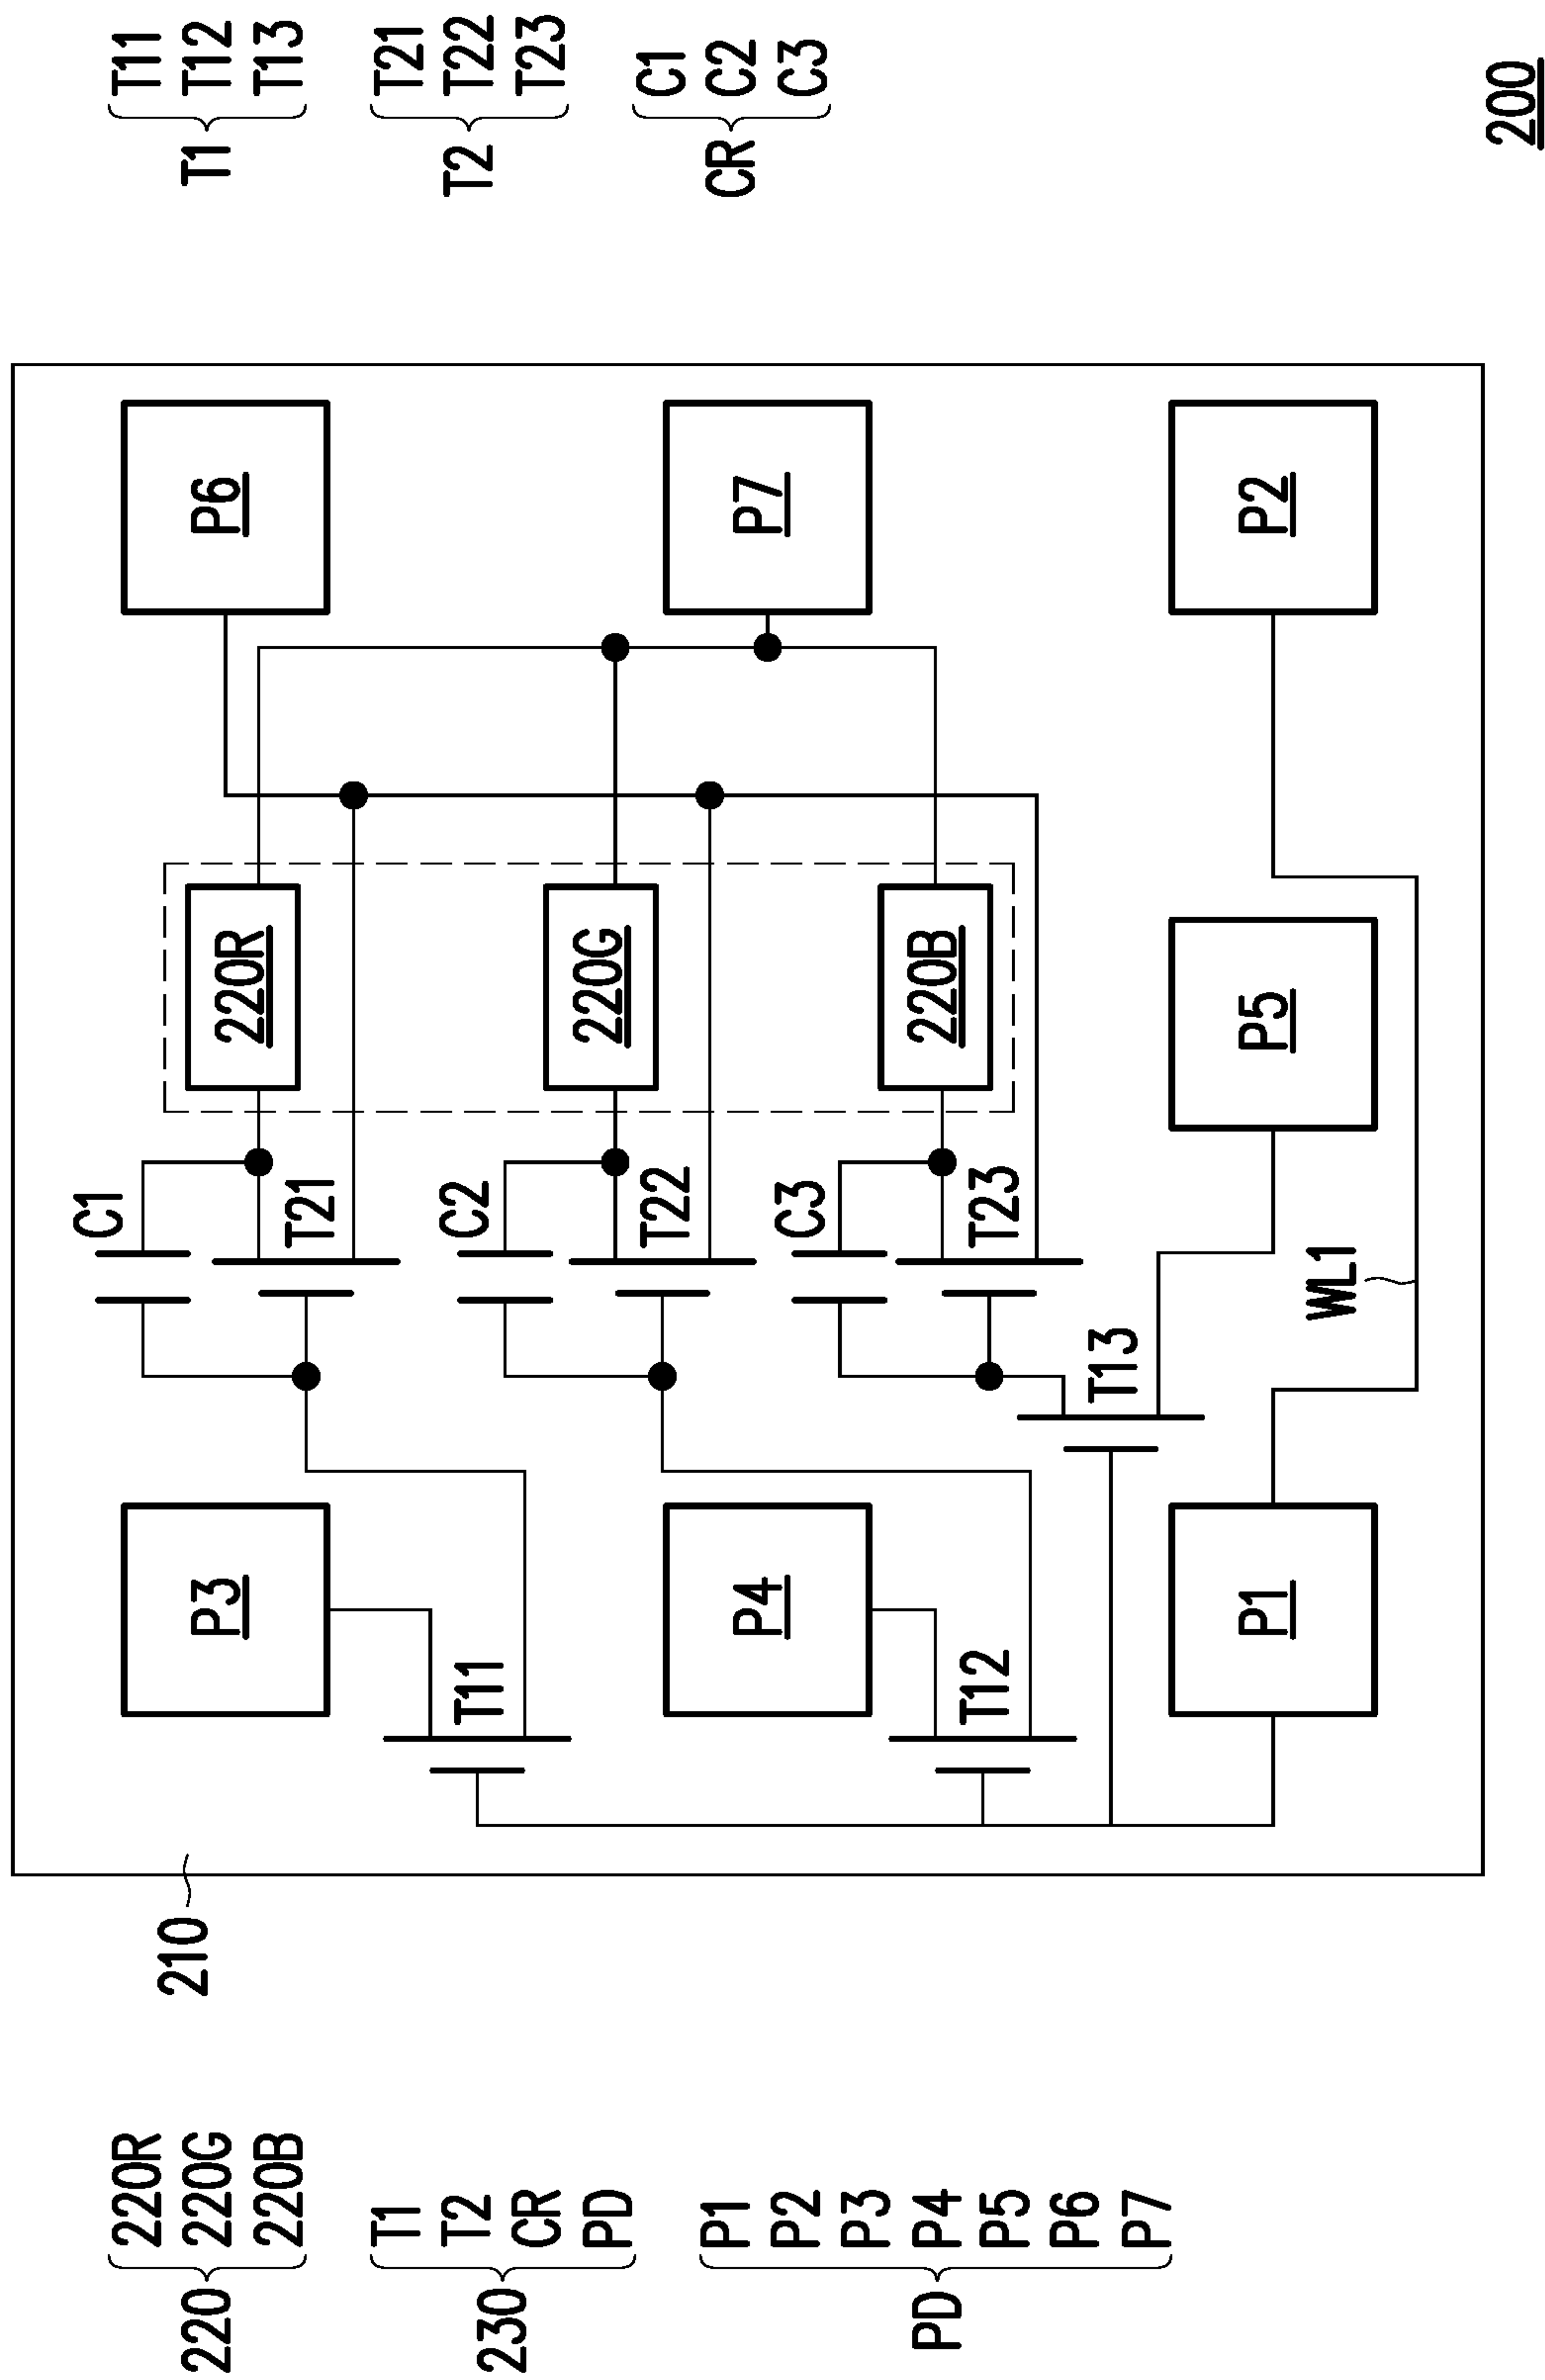 220 { 220R
220G
220B
230 { T1
T2
CR
PD
PD { P1
P2
P3
P4
P5
P6
P7
210
T1 { T11
T12
T13
T2 { T21
T22
T23
CR { C1
C2
C3
C1
P3
220R
P6
T21
T11
C2
P4
220G
P7
T22
T12
C3
220B
T23
T13
P1
P5
P2
WL1
200